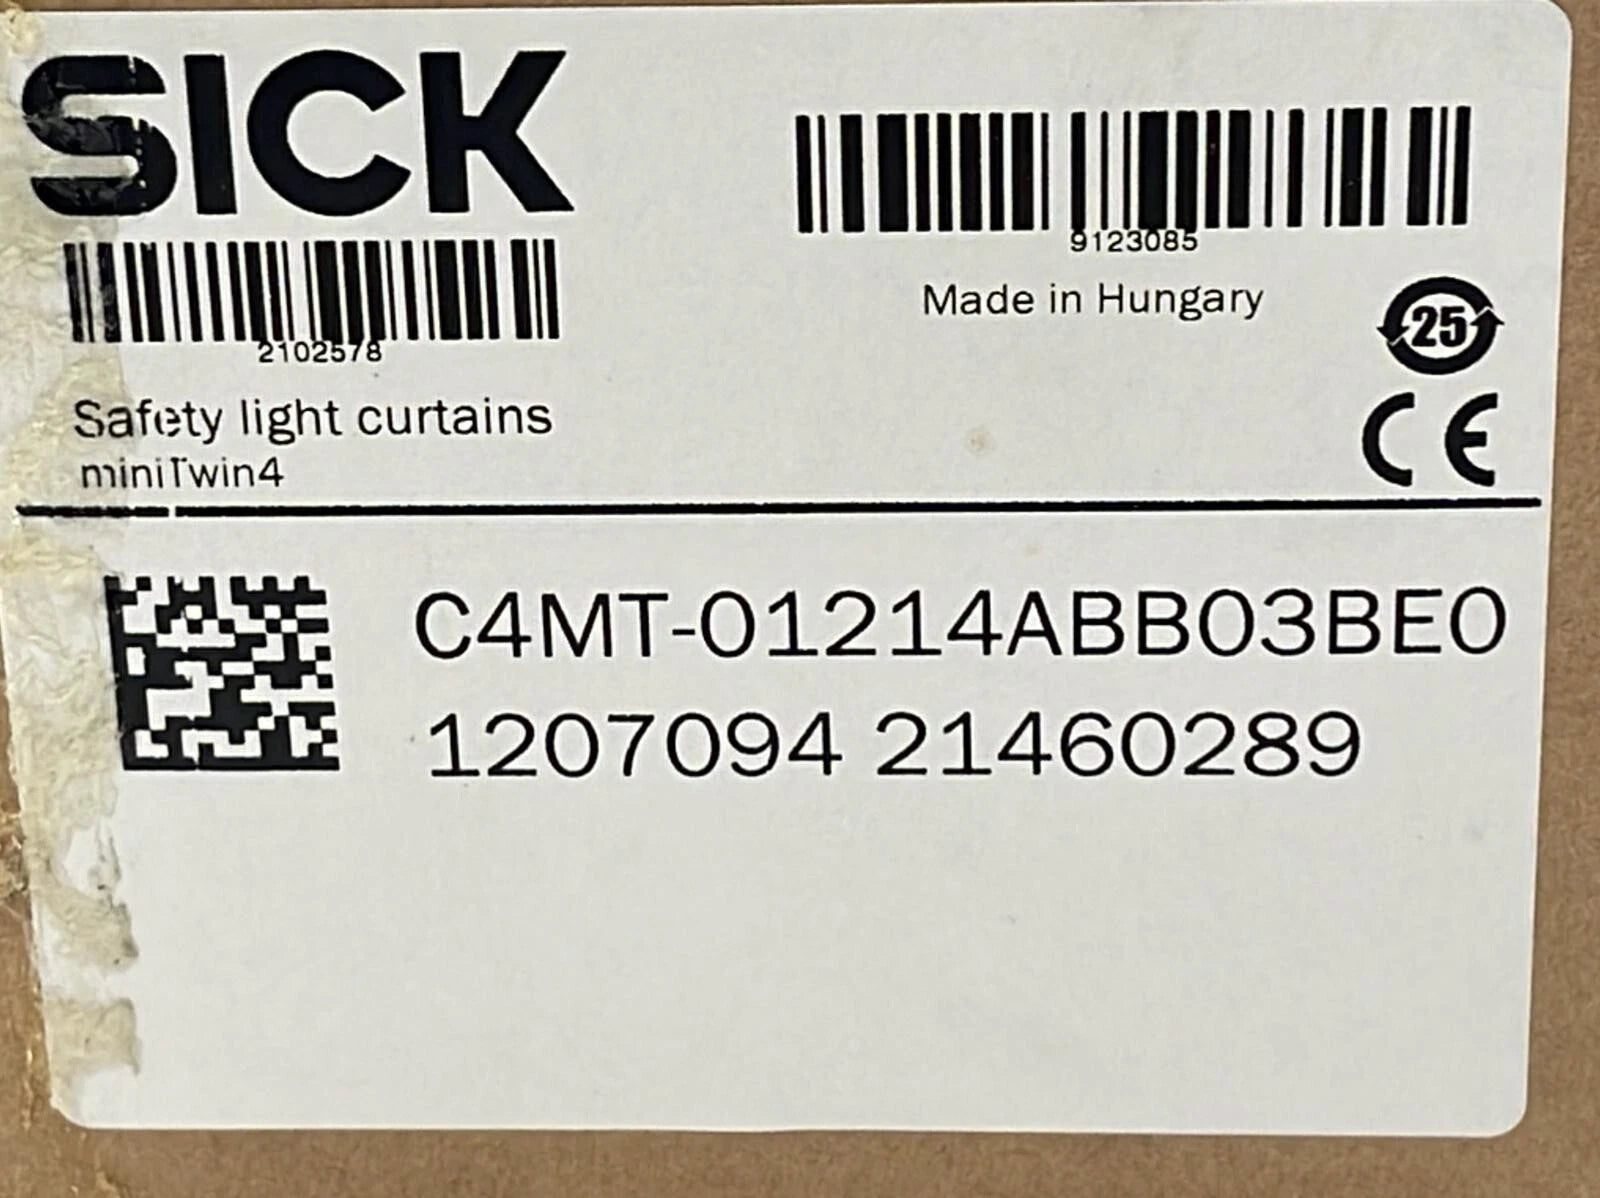 SICK
9123085
2102578
Made in Hungary
25
CE
Safety light curtains
miniTwin4
C4MT-01214ABB03BE0
1207094 21460289